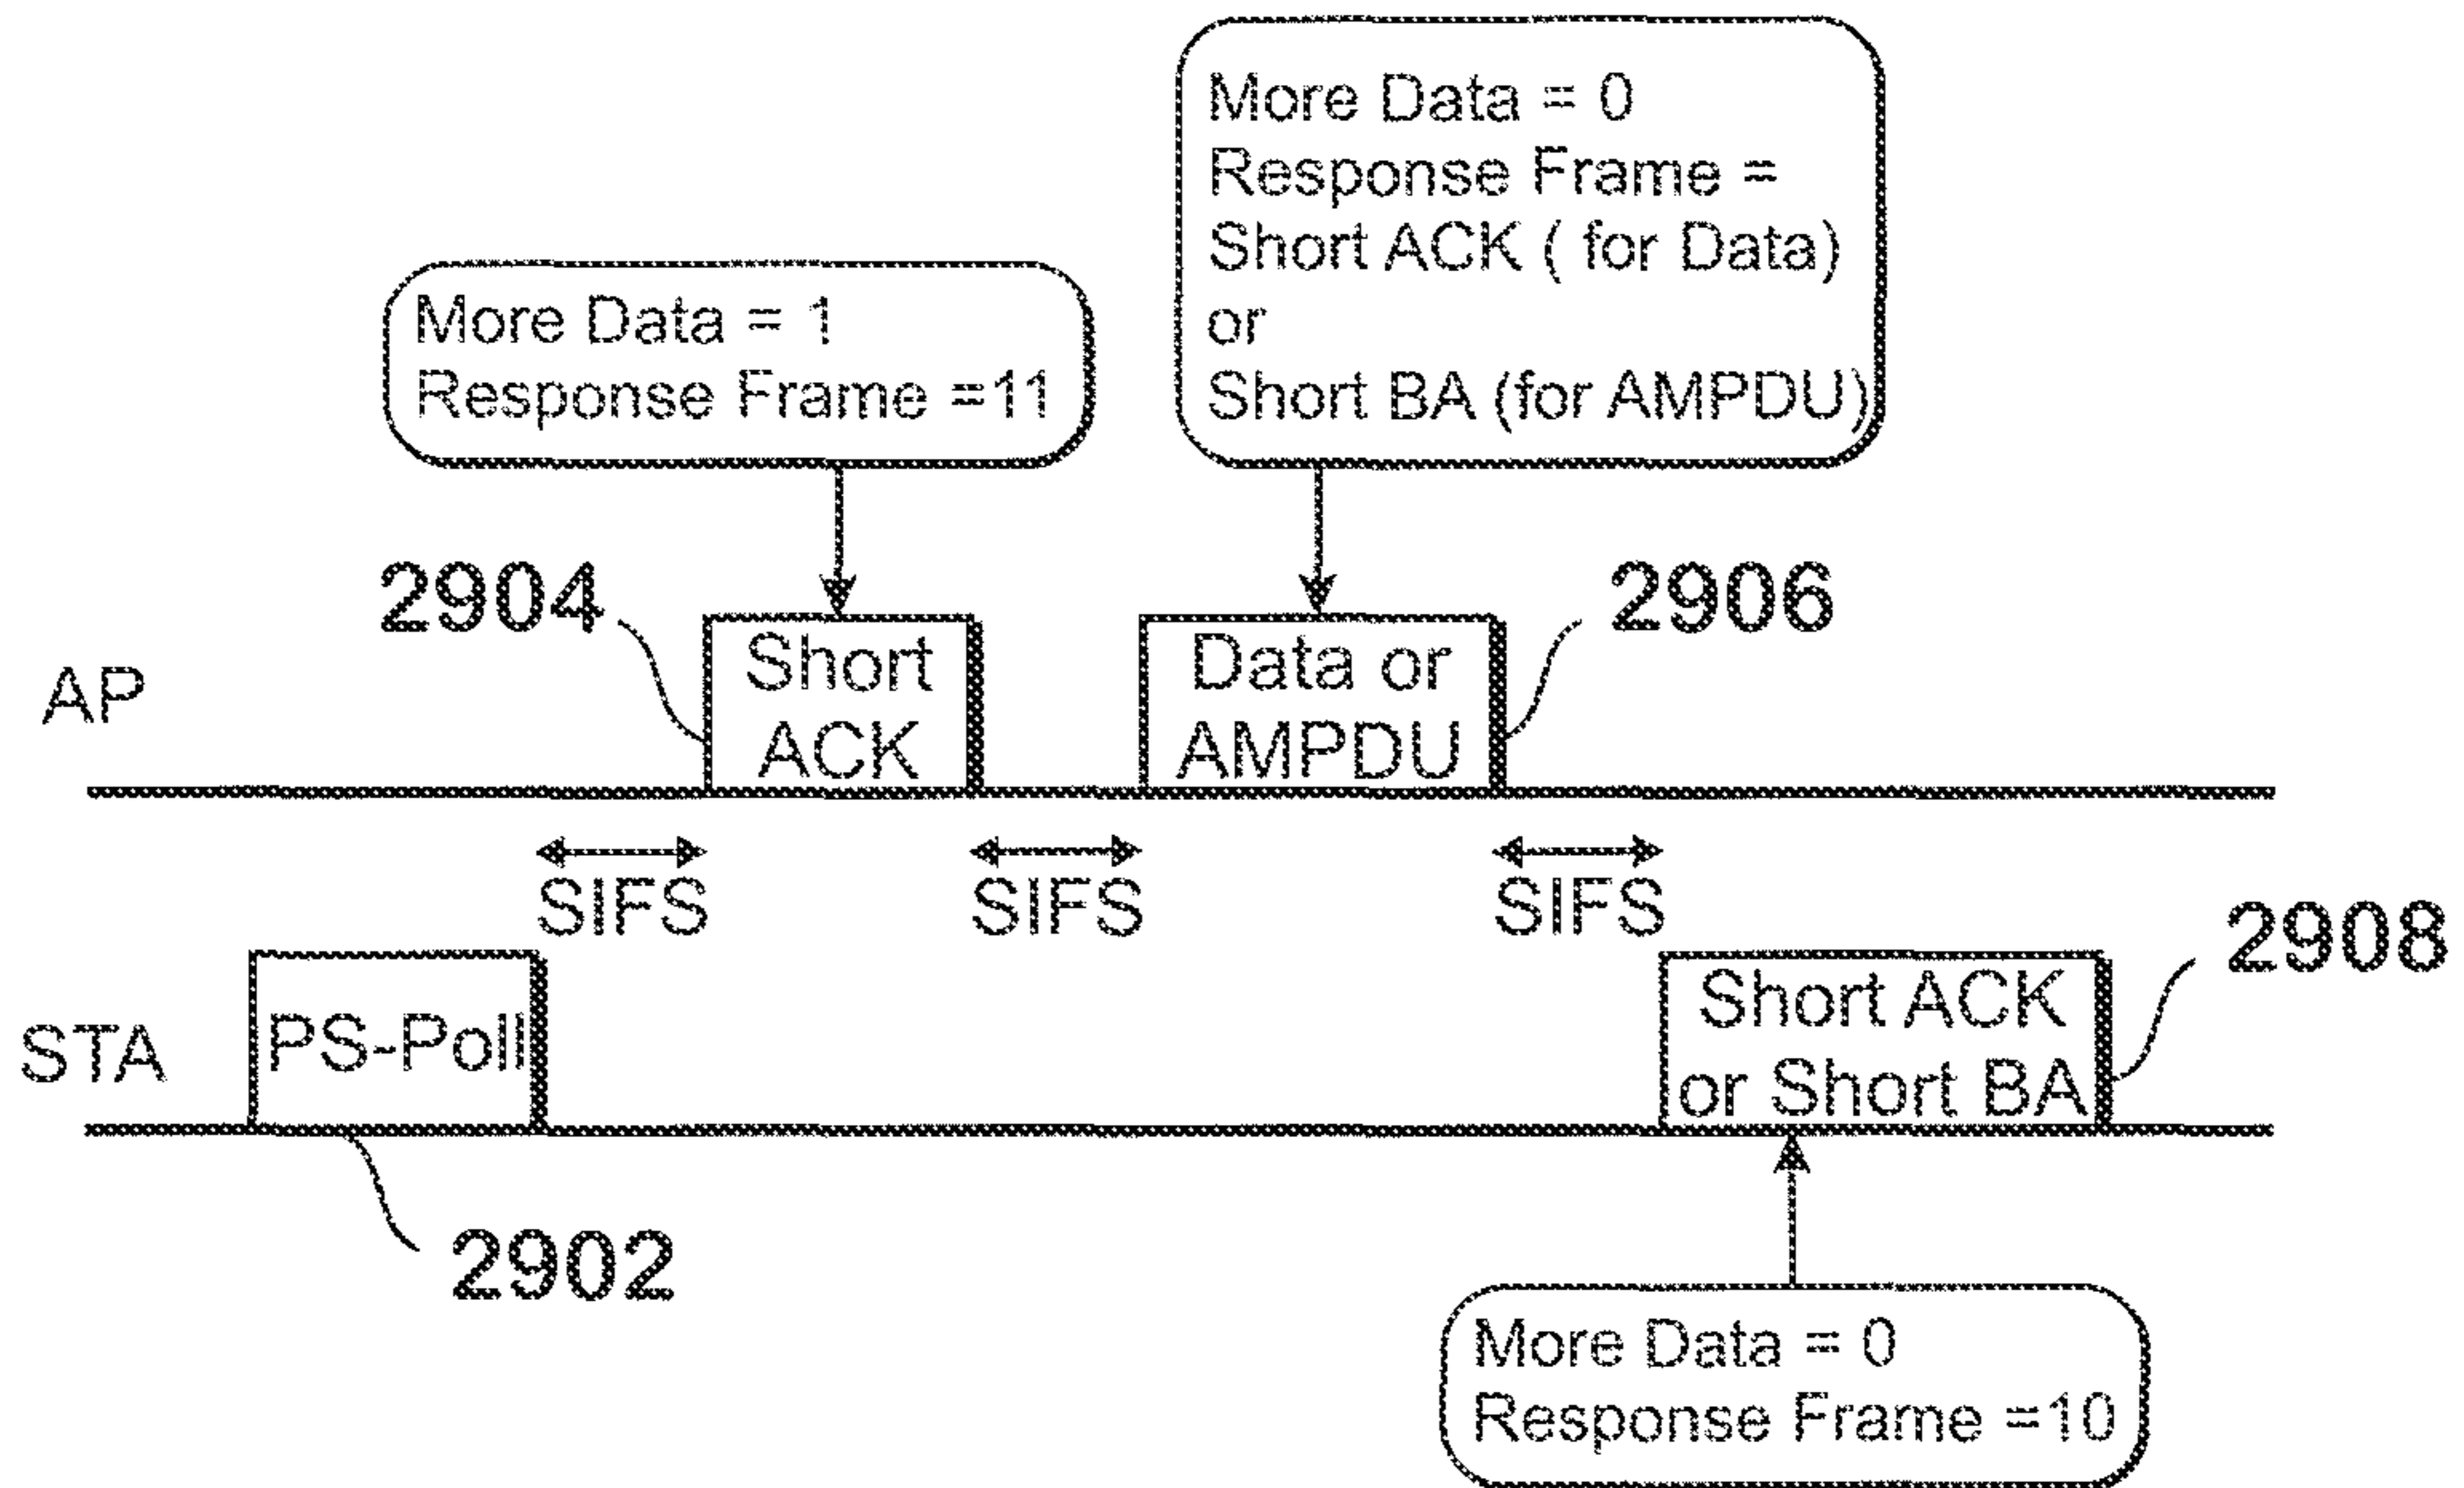 More Data = 0
Response Frame =
Short ACK ( for Data)
or
Short BA (for AMPDU)
More Data = 1
Response Frame =11
2904
2906
Short
ACK
Data or
AMPDU
AP
SIFS
SIFS
SIFS
2908
STA
PS-Poll
Short ACK
or Short BA
2902
More Data = 0
Response Frame =10